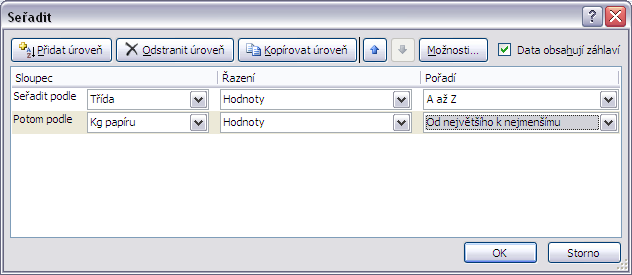 Seřadit
Přidat úroveň Odstranit úroveň Kopírovat úroveň Možnosti... Data obsahují záhlaví
Sloupec Řazení Pořadí
Seřadit podle Třída Hodnoty A až Z
Potom podle Kg papíru Hodnoty Od největšího k nejmenšímu
OK Storno